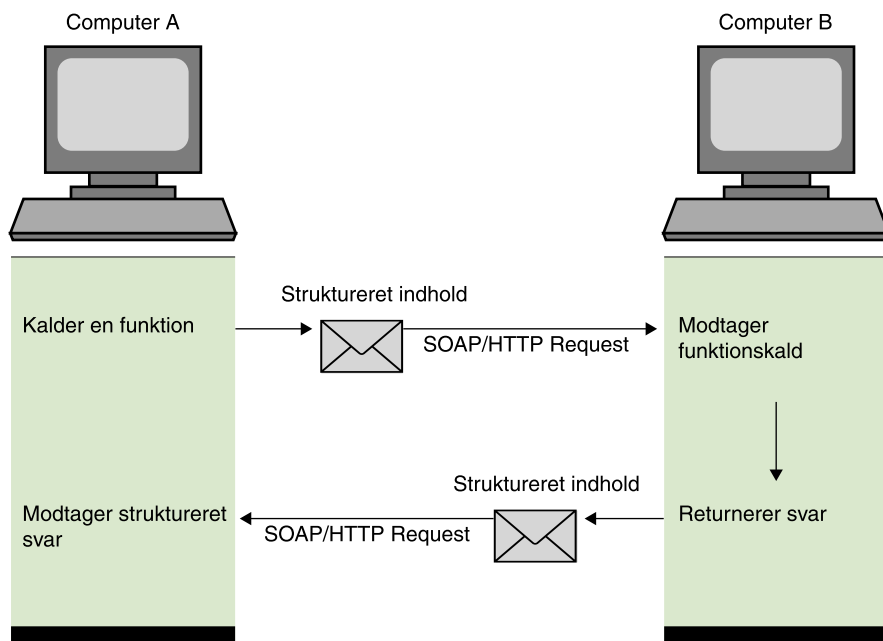 Computer A
Computer B
Struktureret indhold
Kalder en funktion
SOAP/HTTP Request
Modtager
funktionskald
Struktureret indhold
Modtager struktureret
svar
SOAP/HTTP Request
Returnerer svar